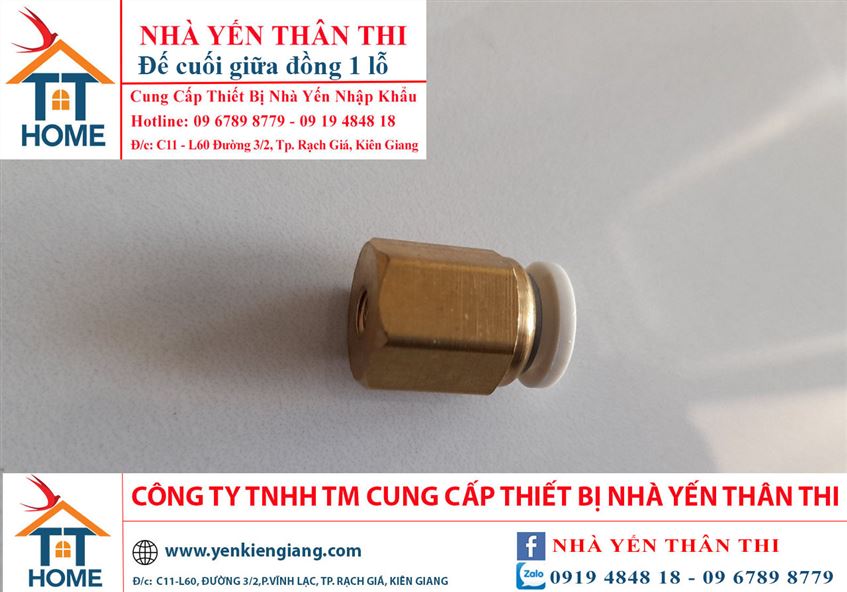 TT
HOME
NHÀ YẾN THÂN THI
Đế cuối giữa đồng 1 lỗ
Cung Cấp Thiết Bị Nhà Yến Nhập Khẩu
Hotline: 09 6789 8779 - 09 19 4848 18
Đ/c: C11 - L60 Đường 3/2, Tp. Rạch Giá, Kiên Giang
TT
HOME
CÔNG TY TNHH TM CUNG CẤP THIẾT BỊ NHÀ YẾN THÂN THI
www.yenkiengiang.com
Đ/c: C11-L60, ĐƯỜNG 3/2,P.VĨNH LẠC, TP. RẠCH GIÁ, KIÊN GIANG
f NHÀ YẾN THÂN THI
Zalo 0919 4848 18 - 09 6789 8779